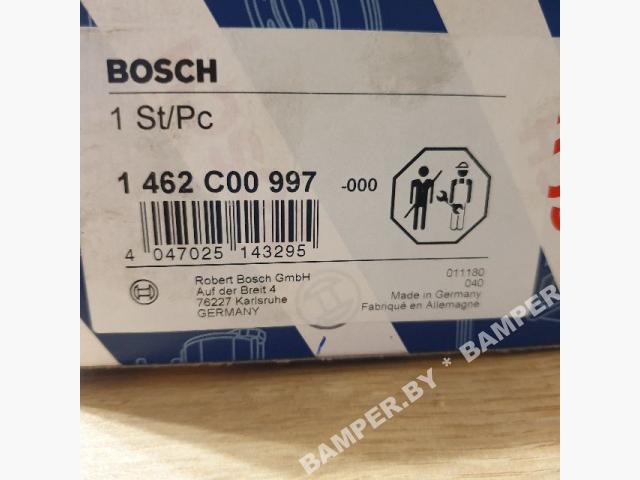 BOSCH
1 St/Pc
1 462 C00 997 -000
4 047025 143295
Robert Bosch GmbH
Auf der Breit 4
76227 Karlsruhe
GERMANY
011180
040
Made in Germany
Fabriqué en Allemagne
BAMPER.BY * BAMPER.BY